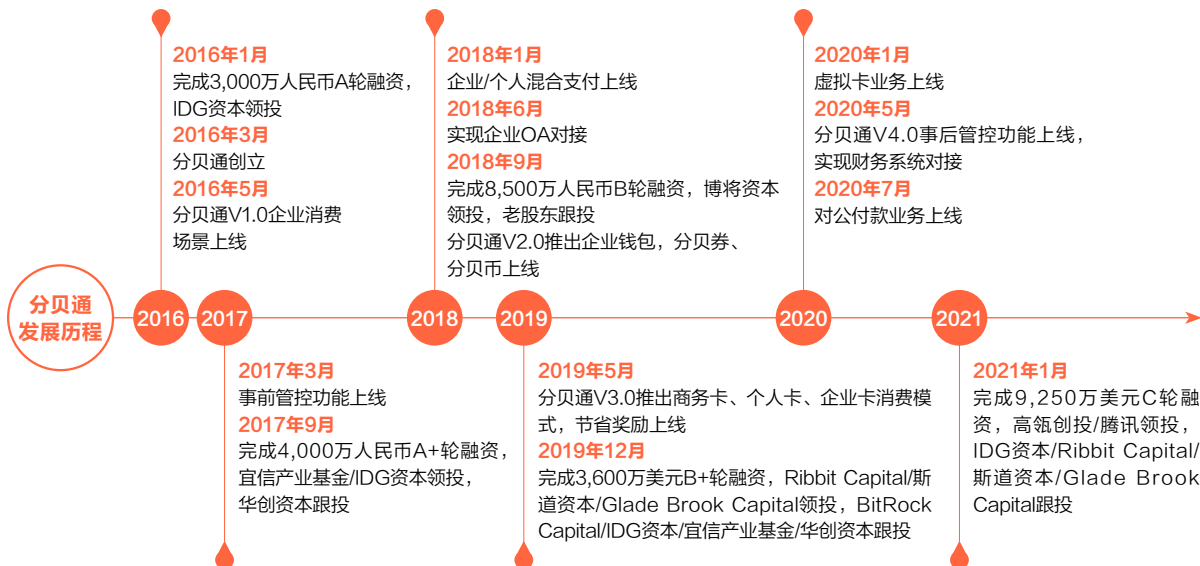 2016年1月
完成3,000万人民币A轮融资，
IDG资本领投
2016年3月
分贝通创立
2016年5月
分贝通V1.0企业消费
场景上线
2018年1月
企业/个人混合支付上线
2018年6月
实现企业OA对接
2018年9月
完成8,500万人民币B轮融资，博将资本
领投，老股东跟投
分贝通V2.0推出企业钱包，分贝券、
分贝币上线
2020年1月
虚拟卡业务上线
2020年5月
分贝通V4.0事后管控功能上线，
实现财务系统对接
2020年7月
对公付款业务上线
分贝通
发展历程
2016
2017
2018
2019
2020
2021
2017年3月
事前管控功能上线
2017年9月
完成4,000万人民币A+轮融资，
宜信产业基金/IDG资本领投，
华创资本跟投
2019年5月
分贝通V3.0推出商务卡、个人卡、企业卡消费模
式，节省奖励上线
2019年12月
完成3,600万美元B+轮融资，Ribbit Capital/斯
道资本/Glade Brook Capital领投，BitRock
Capital/IDG资本/宜信产业基金/华创资本跟投
2021年1月
完成9,250万美元C轮融
资，高瓴创投/腾讯领投，
IDG资本/Ribbit Capital/
斯道资本/Glade Brook
Capital跟投